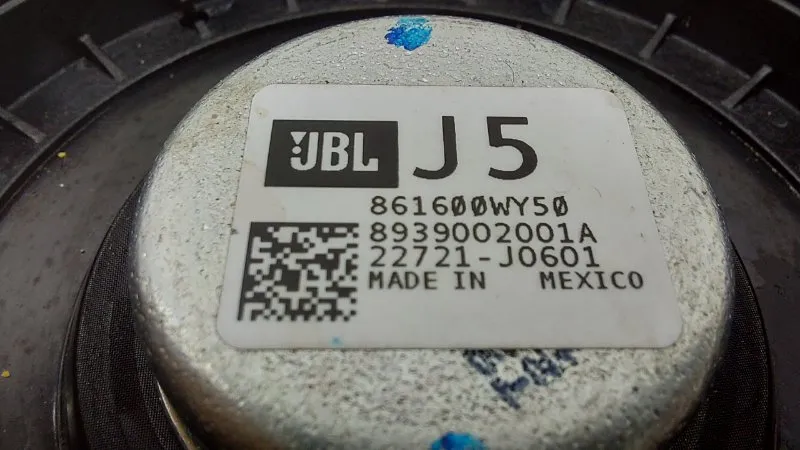 JBL J5
861600WY50
8939002001A
22721-J0601
MADE IN MEXICO